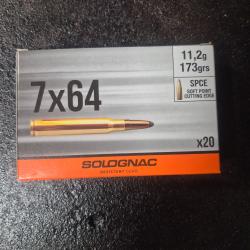 11,2g
173grs
7x64
SPCE
SOFT POINT
CUTTING EDGE
x20
SOLOGNAC